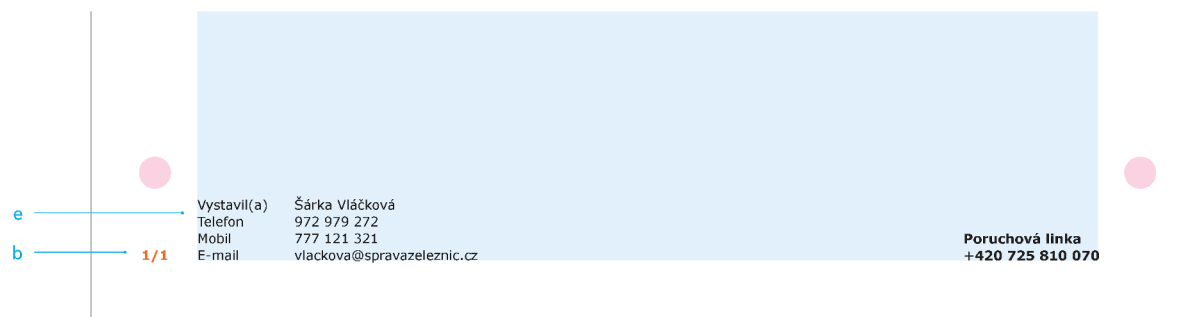 e
Vystavil(a) Šárka Vláčková
Telefon 972 979 272
Mobil 777 121 321
Poruchová linka
b
1/1
E-mail vlackova@spravazeleznic.cz
+420 725 810 070